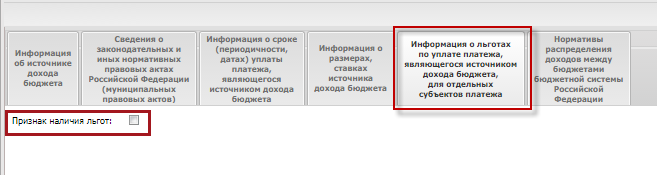 Информация
об источнике
дохода
бюджета
Сведения о
законодательных и
иных нормативных
правовых актах
Российской Федерации
(муниципальных
правовых актов)
Информация о сроке
(периодичности,
датах) уплаты
платежа,
являющегося
источником дохода
бюджета
Информация о
размерах,
ставках
источника
дохода бюджета
Информация о льготах
по уплате платежа,
являющегося источником
дохода бюджета,
для отдельных
субъектов платежа
Нормативы
распределения
доходов между
бюджетами
бюджетной системы
Российской
Федерации
Признак наличия льгот: